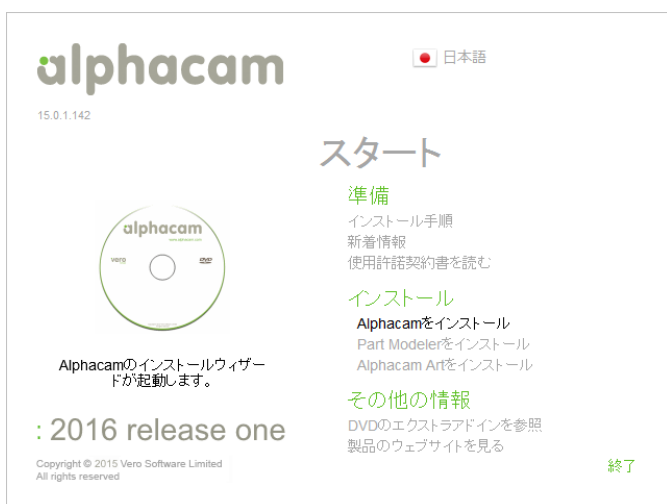 alphacam
日本語
15.0.1.142
スタート
準備
インストール手順
新着情報
使用許諾契約書を読む
alphacam
www.alphacam.com
vero
DVD
インストール
Alphacamをインストール
Part Modelerをインストール
Alphacam Artをインストール
Alphacamのインストールウィザー
ドが起動します。
その他の情報
DVDのエクストラアドインを参照
製品のウェブサイトを見る
: 2016 release one
Copyright © 2015 Vero Software Limited
All rights reserved
終了